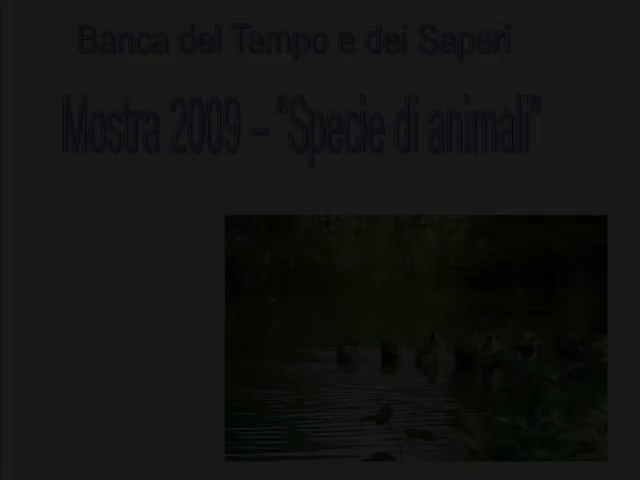 Banca del Tempo e dei Saperi
Mostra 2009 – "Specie di animali"